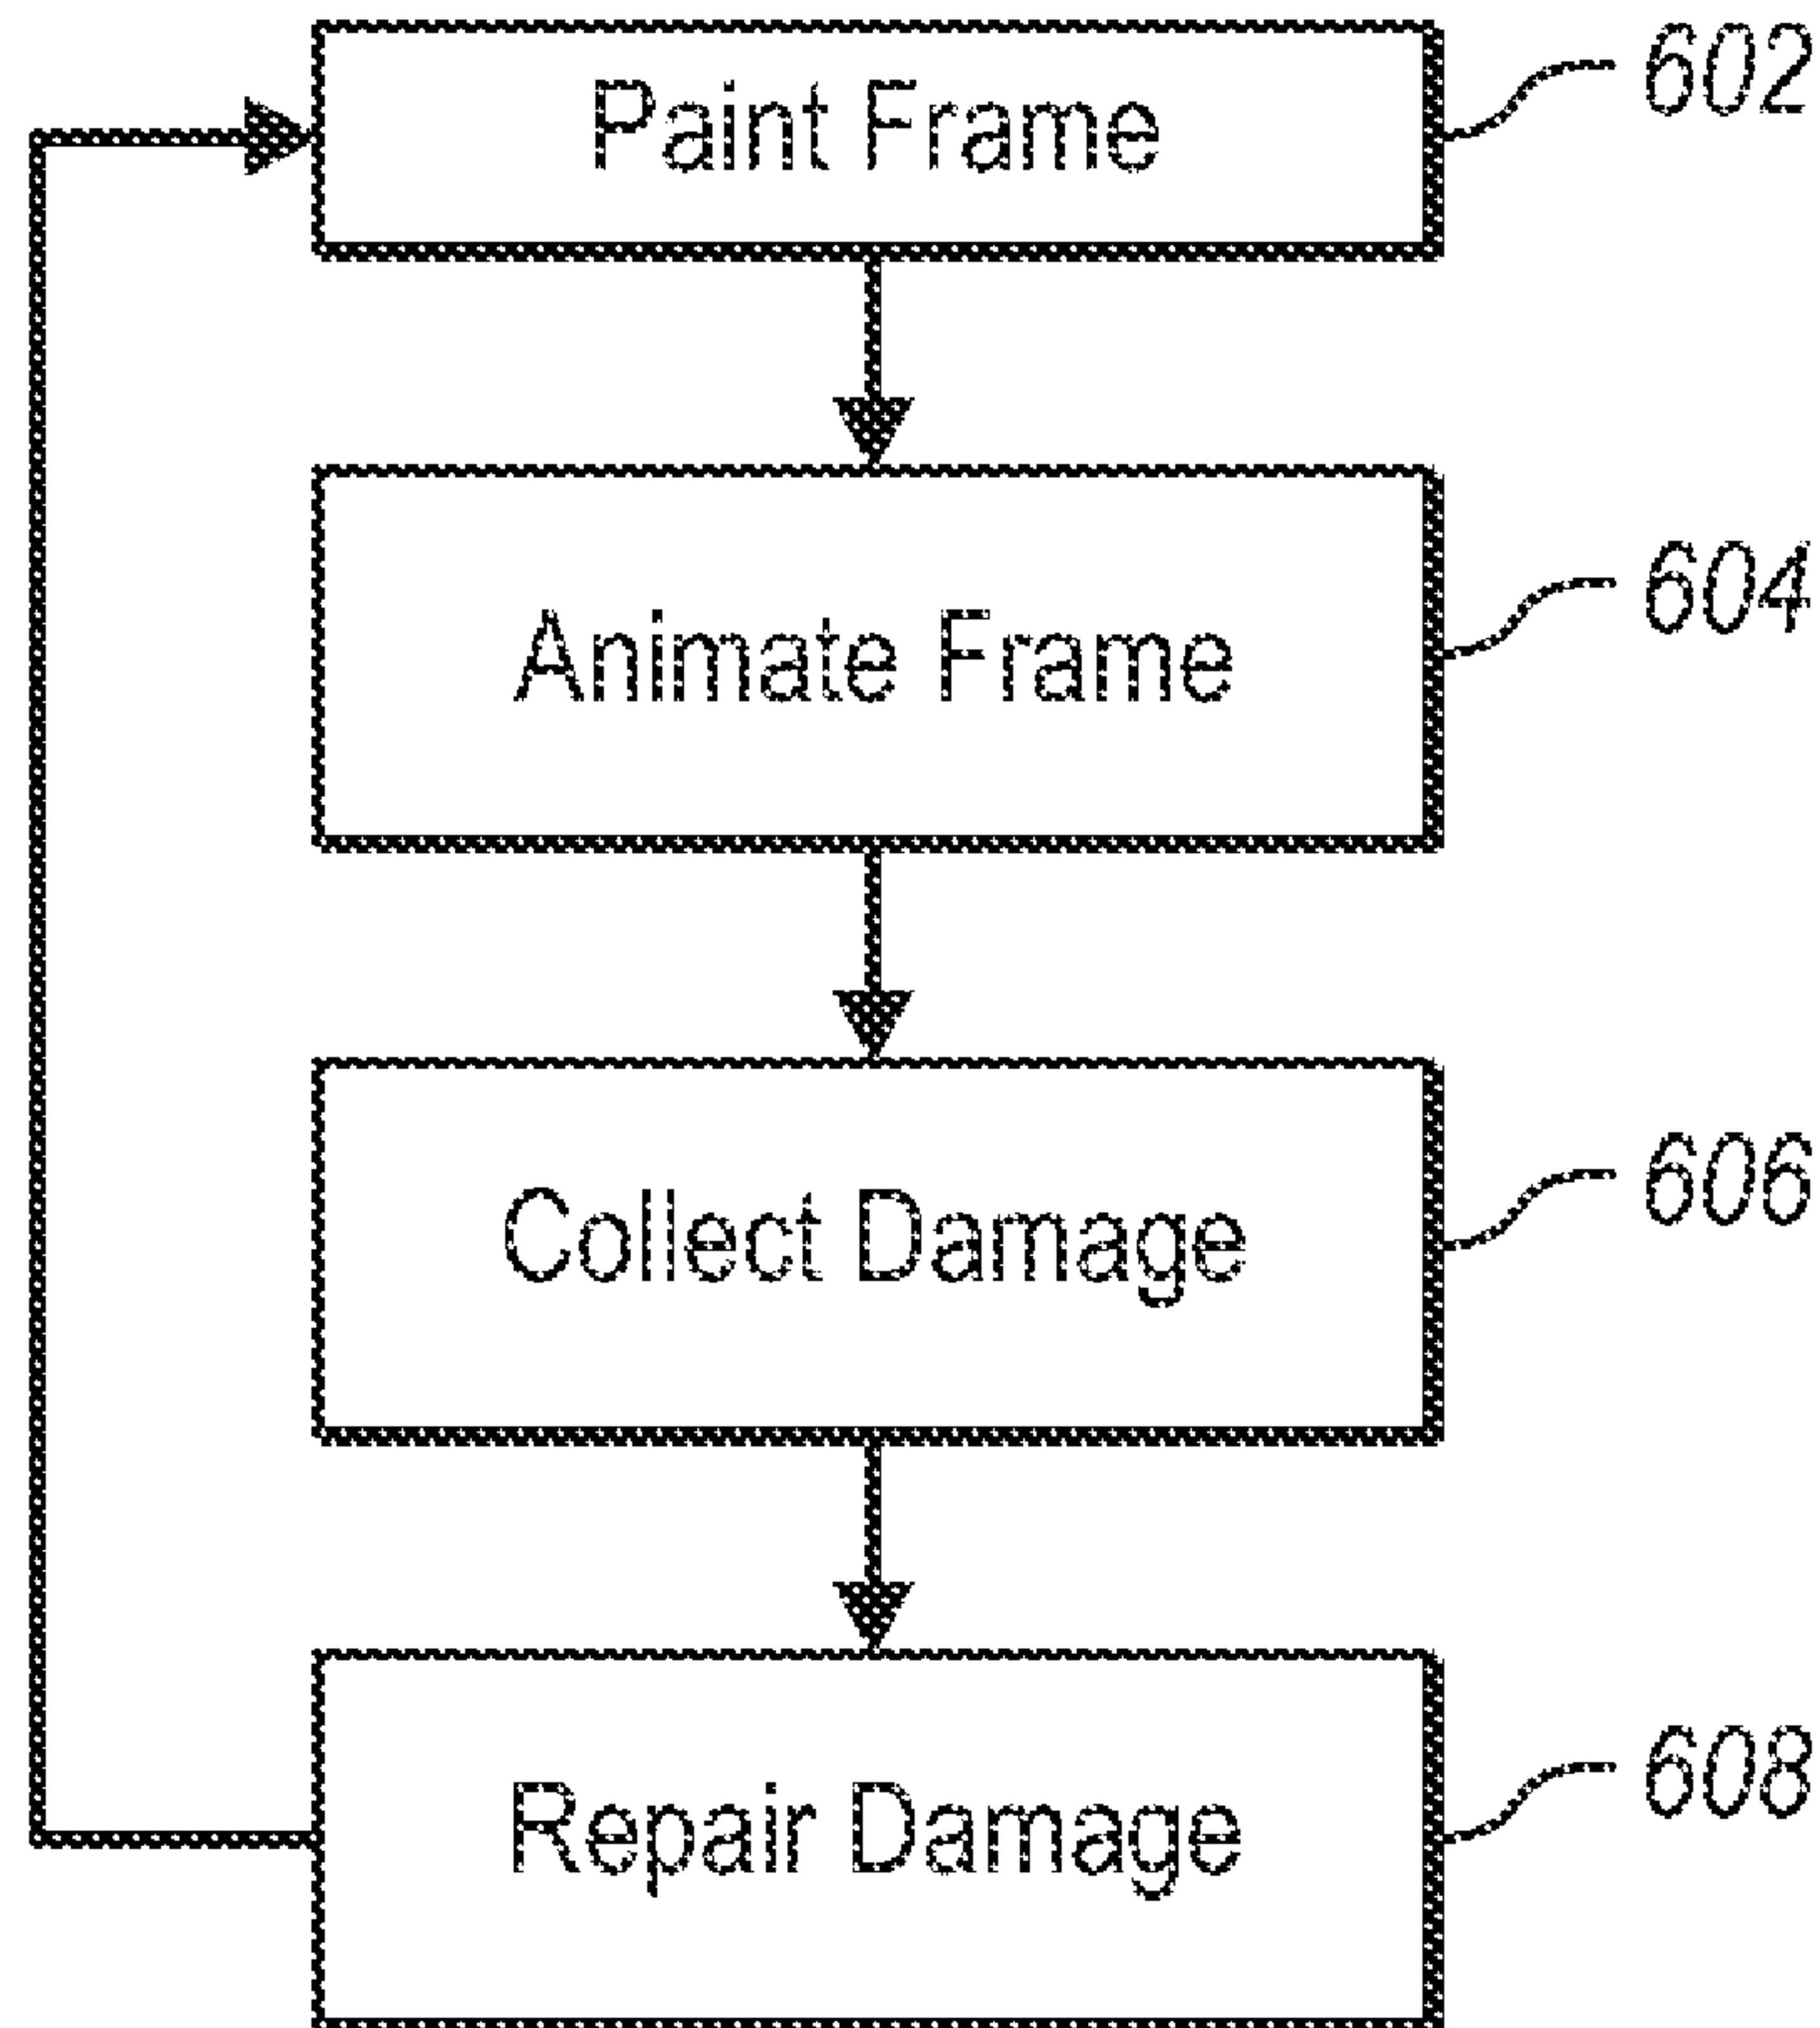 Paint Frame
602
Animate Frame
604
Collect Damage
606
Repair Damage
608